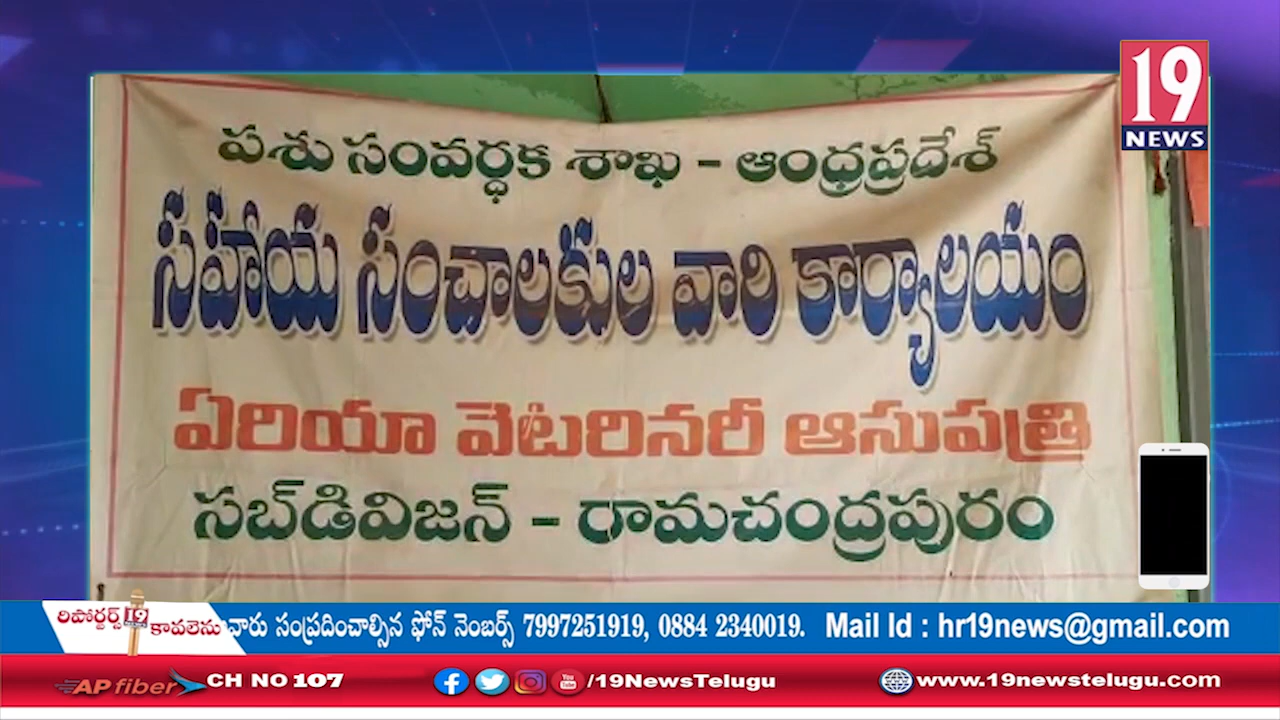 19
NEWS
పశు సంవర్ధక శాఖ - ఆంధ్రప్రదేశ్
సహాయ సంచాలకుల వారి కార్యాలయం
ఏరియా వెటరినరీ ఆసుపత్రి
సబ్‌డివిజన్ - రామచంద్రపురం
రిపోర్టర్స్ 19 కావలెను వారు సంప్రదించాల్సిన ఫోన్ నెంబర్స్ 7997251919, 0884 2340019. Mail Id : hr19news@gmail.com
AP fiber CH NO 107 /19NewsTelugu www.19newstelugu.com